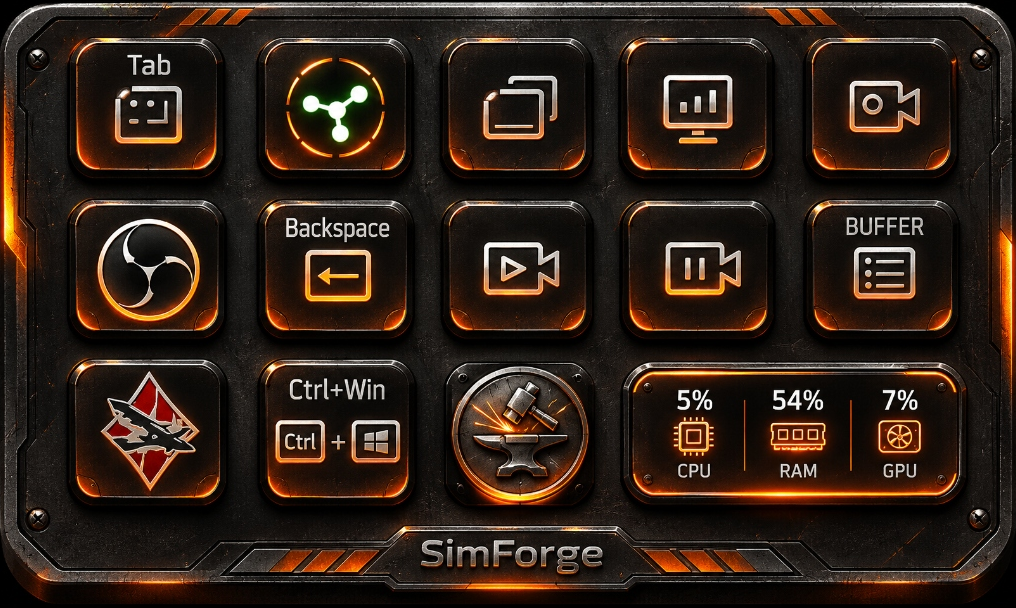 Tab
Backspace
BUFFER
Ctrl+Win
Ctrl +
5% 54% 7%
CPU RAM GPU
SimForge